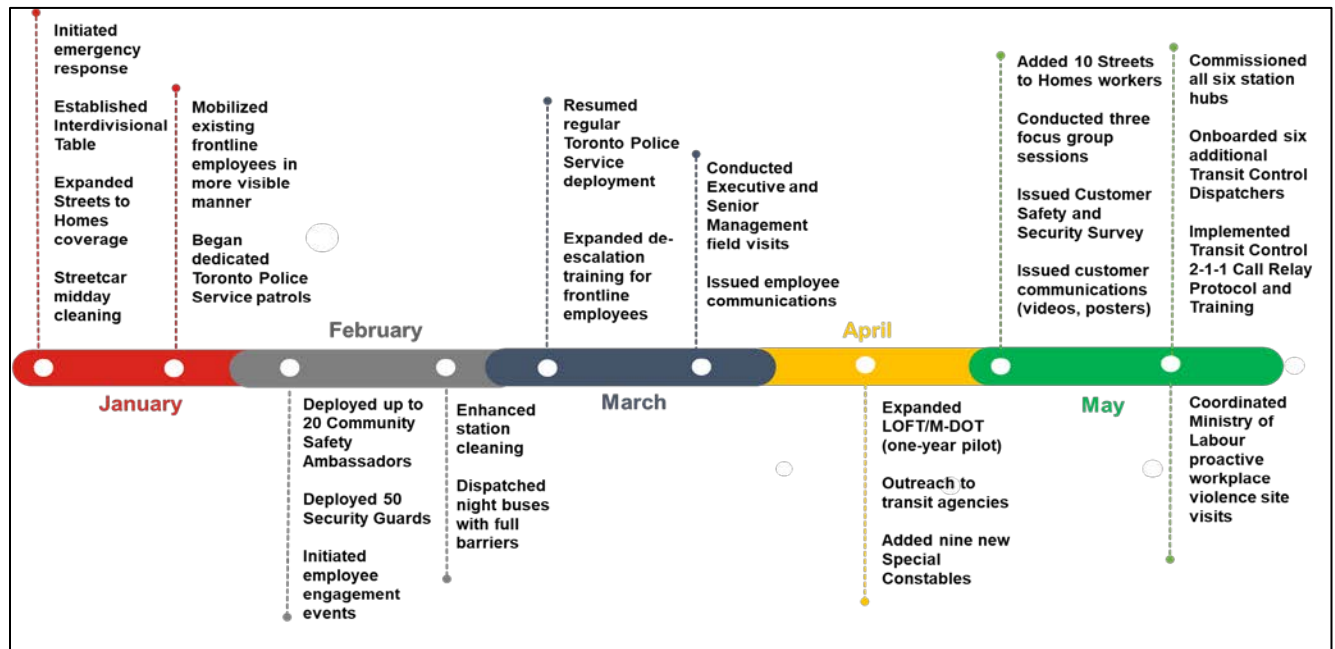 Initiated
emergency
response
Established
Interdivisional
Table
Expanded
Streets to
Homes
coverage
Streetcar
midday
cleaning
Mobilized
existing
frontline
employees in
more visible
manner
Began
dedicated
Toronto Police
Service patrols
January
February
Deployed up to
20 Community
Safety
Ambassadors
Deployed 50
Security Guards
Initiated
employee
engagement
events
Enhanced
station
cleaning
Dispatched
night buses
with full
barriers
Resumed
regular
Toronto Police
Service
deployment
Expanded de-
escalation
training for
frontline
employees
Conducted
Executive and
Senior
Management
field visits
Issued employee
communications
March
April
Expanded
LOFT/M-DOT
(one-year pilot)
Outreach to
transit agencies
Added nine new
Special
Constables
Added 10 Streets
to Homes workers
Conducted three
focus group
sessions
Issued Customer
Safety and
Security Survey
Issued customer
communications
(videos, posters)
Commissioned
all six station
hubs
Onboarded six
additional
Transit Control
Dispatchers
Implemented
Transit Control
2-1-1 Call Relay
Protocol and
Training
May
Coordinated
Ministry of
Labour
proactive
workplace
violence site
visits